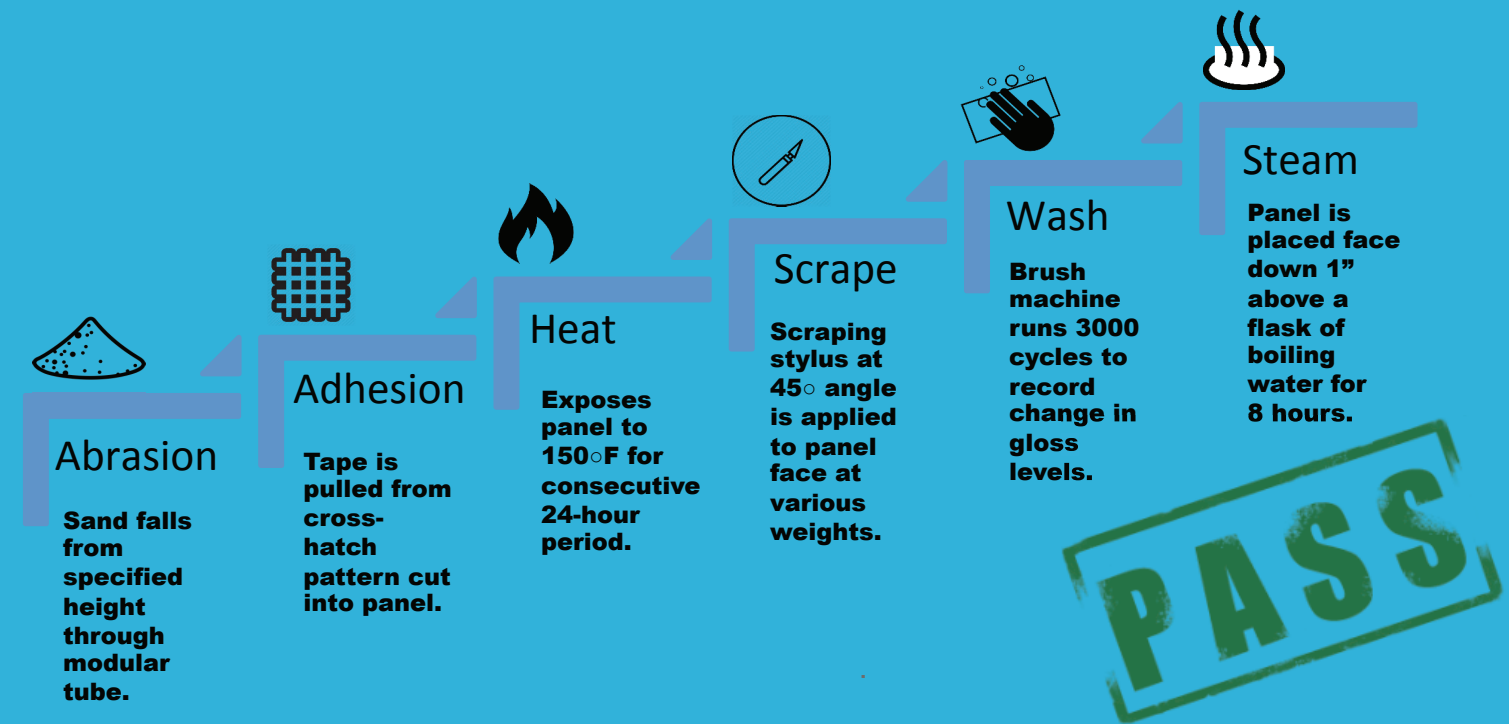 Abrasion
Sand falls
from
specified
height
through
modular
tube.
Adhesion
Tape is
pulled from
cross-
hatch
pattern cut
into panel.
Heat
Exposes
panel to
150○F for
consecutive
24-hour
period.
Scrape
Scraping
stylus at
45○ angle
is applied
to panel
face at
various
weights.
Wash
Brush
machine
runs 3000
cycles to
record
change in
gloss
levels.
Steam
Panel is
placed face
down 1”
above a
flask of
boiling
water for
8 hours.
PASS